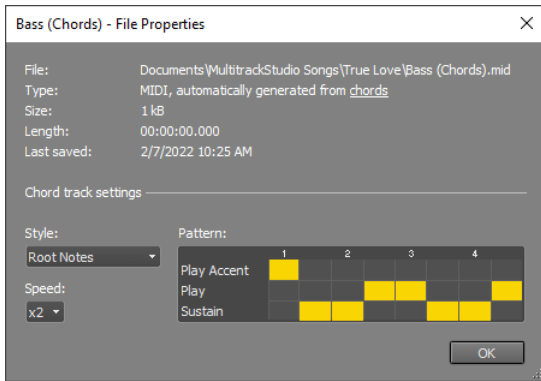 Bass (Chords) - File Properties
File: Documents\MultitrackStudio Songs\True Love\Bass (Chords).mid
Type: MIDI, automatically generated from chords
Size: 1 kB
Length: 00:00:00.000
Last saved: 2/7/2022 10:25 AM
Chord track settings
Style: Pattern:
Root Notes 1 2 3 4
Play Accent
Speed: Play
x2 Sustain
OK